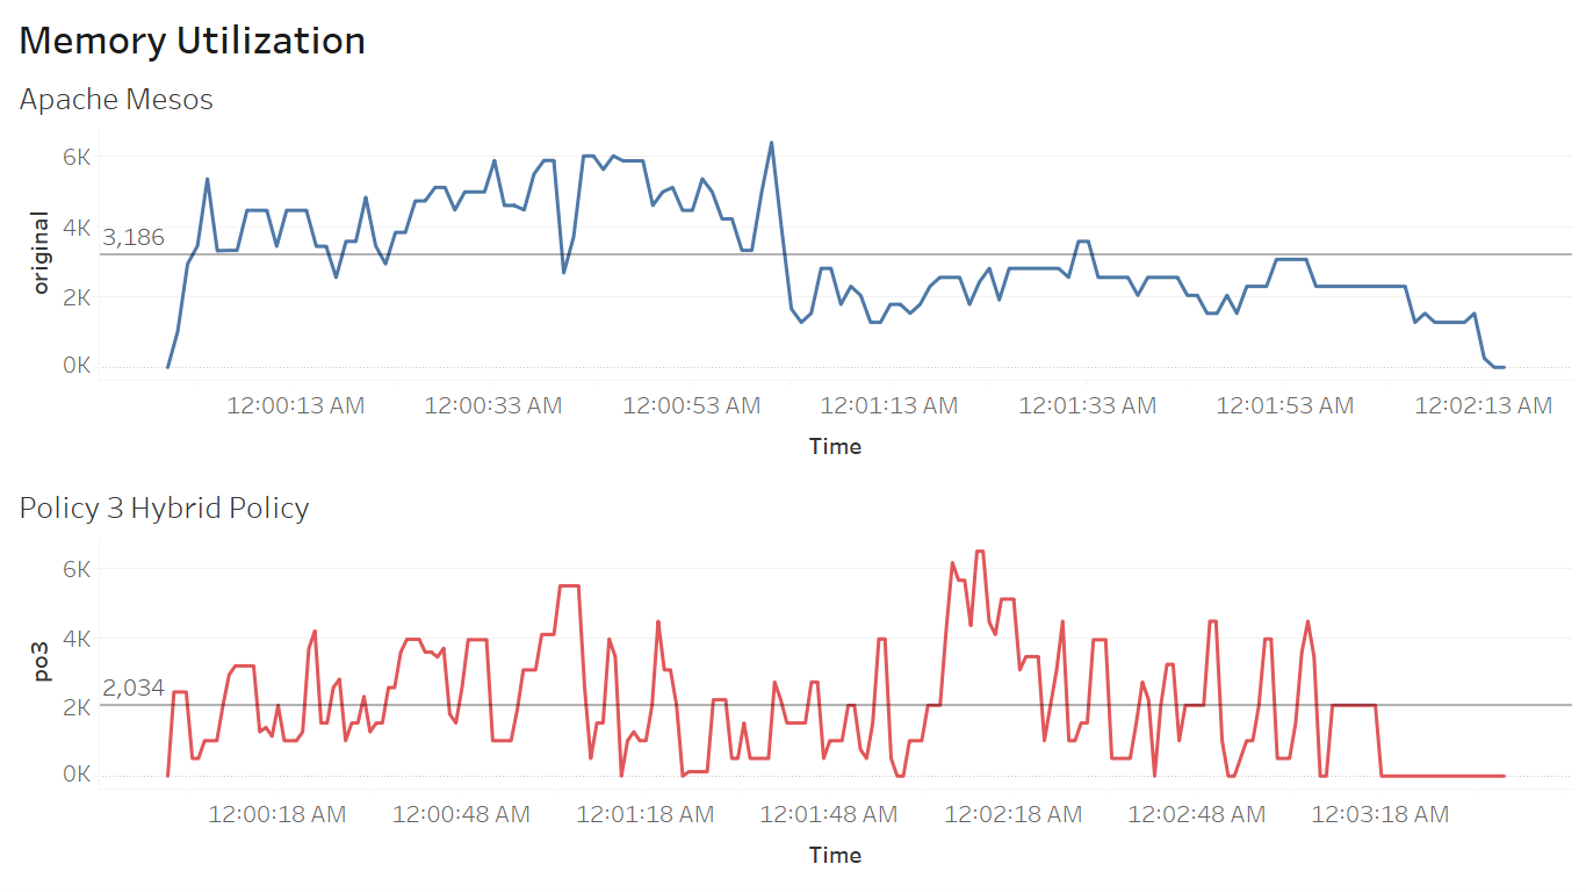 Memory Utilization
Apache Mesos
6K
4K
3,186
2K
0K
original
12:00:13 AM 12:00:33 AM 12:00:53 AM 12:01:13 AM 12:01:33 AM 12:01:53 AM 12:02:13 AM
Time
Policy 3 Hybrid Policy
6K
4K
2,034
2K
0K
po3
12:00:18 AM 12:00:48 AM 12:01:18 AM 12:01:48 AM 12:02:18 AM 12:02:48 AM 12:03:18 AM
Time